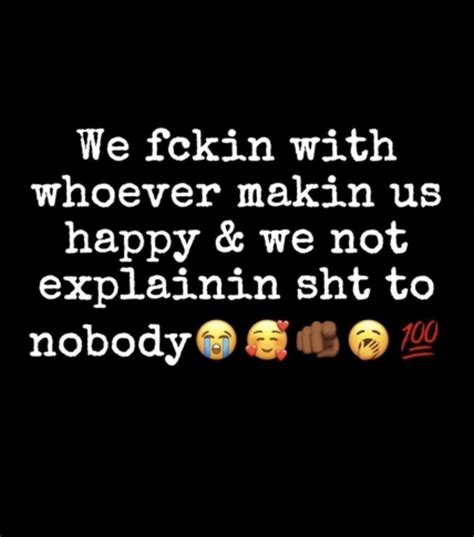 We fckin with
whoever makin us
happy & we not
explainin sht to
nobody😭🥰🫵🏾🥱💯